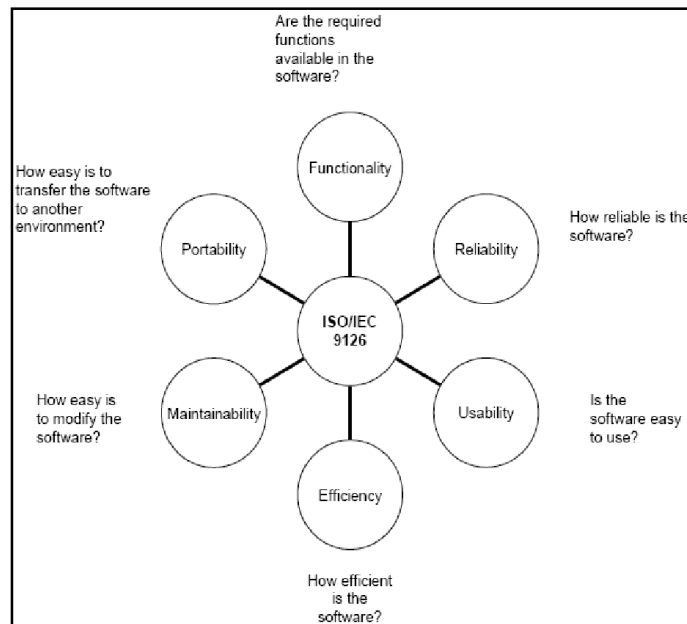 Are the required
functions
available in the
software?
Functionality
How easy is to
transfer the software
to another
environment?
Portability
How reliable is the
software?
Reliability
ISO/IEC
9126
How easy is
to modify the
software?
Maintainability
Is the
software easy
to use?
Usability
Efficiency
How efficient
is the
software?